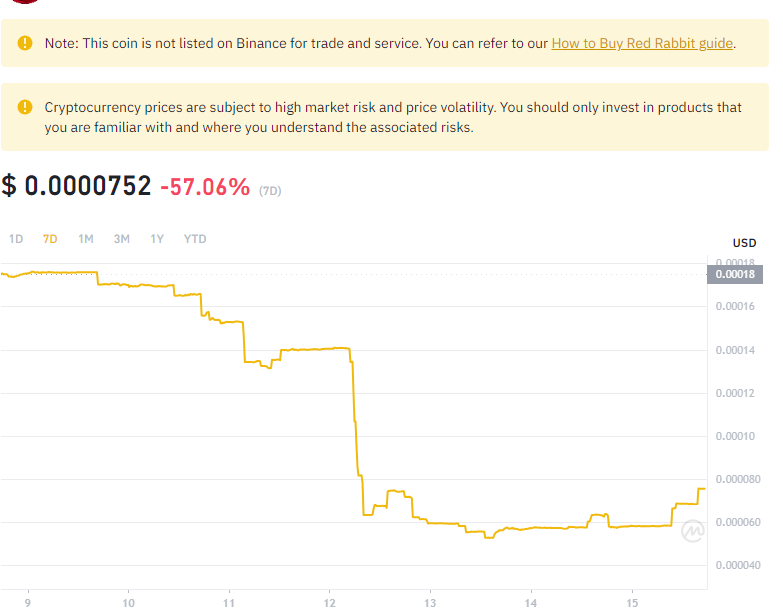 Note: This coin is not listed on Binance for trade and service. You can refer to our How to Buy Red Rabbit guide.
Cryptocurrency prices are subject to high market risk and price volatility. You should only invest in products that
you are familiar with and where you understand the associated risks.
$ 0.0000752 -57.06% (7D)
1D 7D 1M 3M 1Y YTD
USD
0.00018
0.00018
0.00016
0.00014
0.00012
0.00010
0.000080
0.000060
0.000040
9 10 11 12 13 14 15